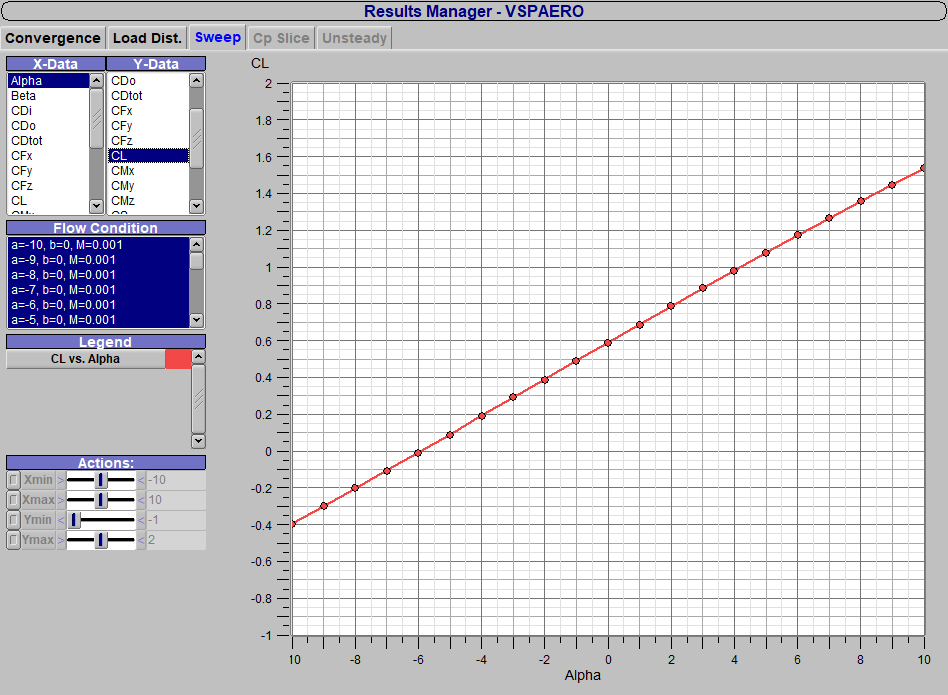 Results Manager - VSPAERO
Convergence Load Dist. Sweep Cp Slice Unsteady
X-Data Y-Data
Alpha
Beta
CDi
CDo
CDtot
CFx
CFy
CFz
CL
CDo
CDtot
CFx
CFy
CFz
CL
CMx
CMy
CMz
Flow Condition
a=-10, b=0, M=0.001
a=-9, b=0, M=0.001
a=-8, b=0, M=0.001
a=-7, b=0, M=0.001
a=-6, b=0, M=0.001
a=-5, b=0, M=0.001
Legend
CL vs. Alpha
Actions:
Xmin > < -10
Xmax > < 10
Ymin < < -1
Ymax > < 2
CL
2
1.8
1.6
1.4
1.2
1
0.8
0.6
0.4
0.2
0
-0.2
-0.4
-0.6
-0.8
-1
10 -8 -6 -4 -2 0 2 4 6 8 10
Alpha